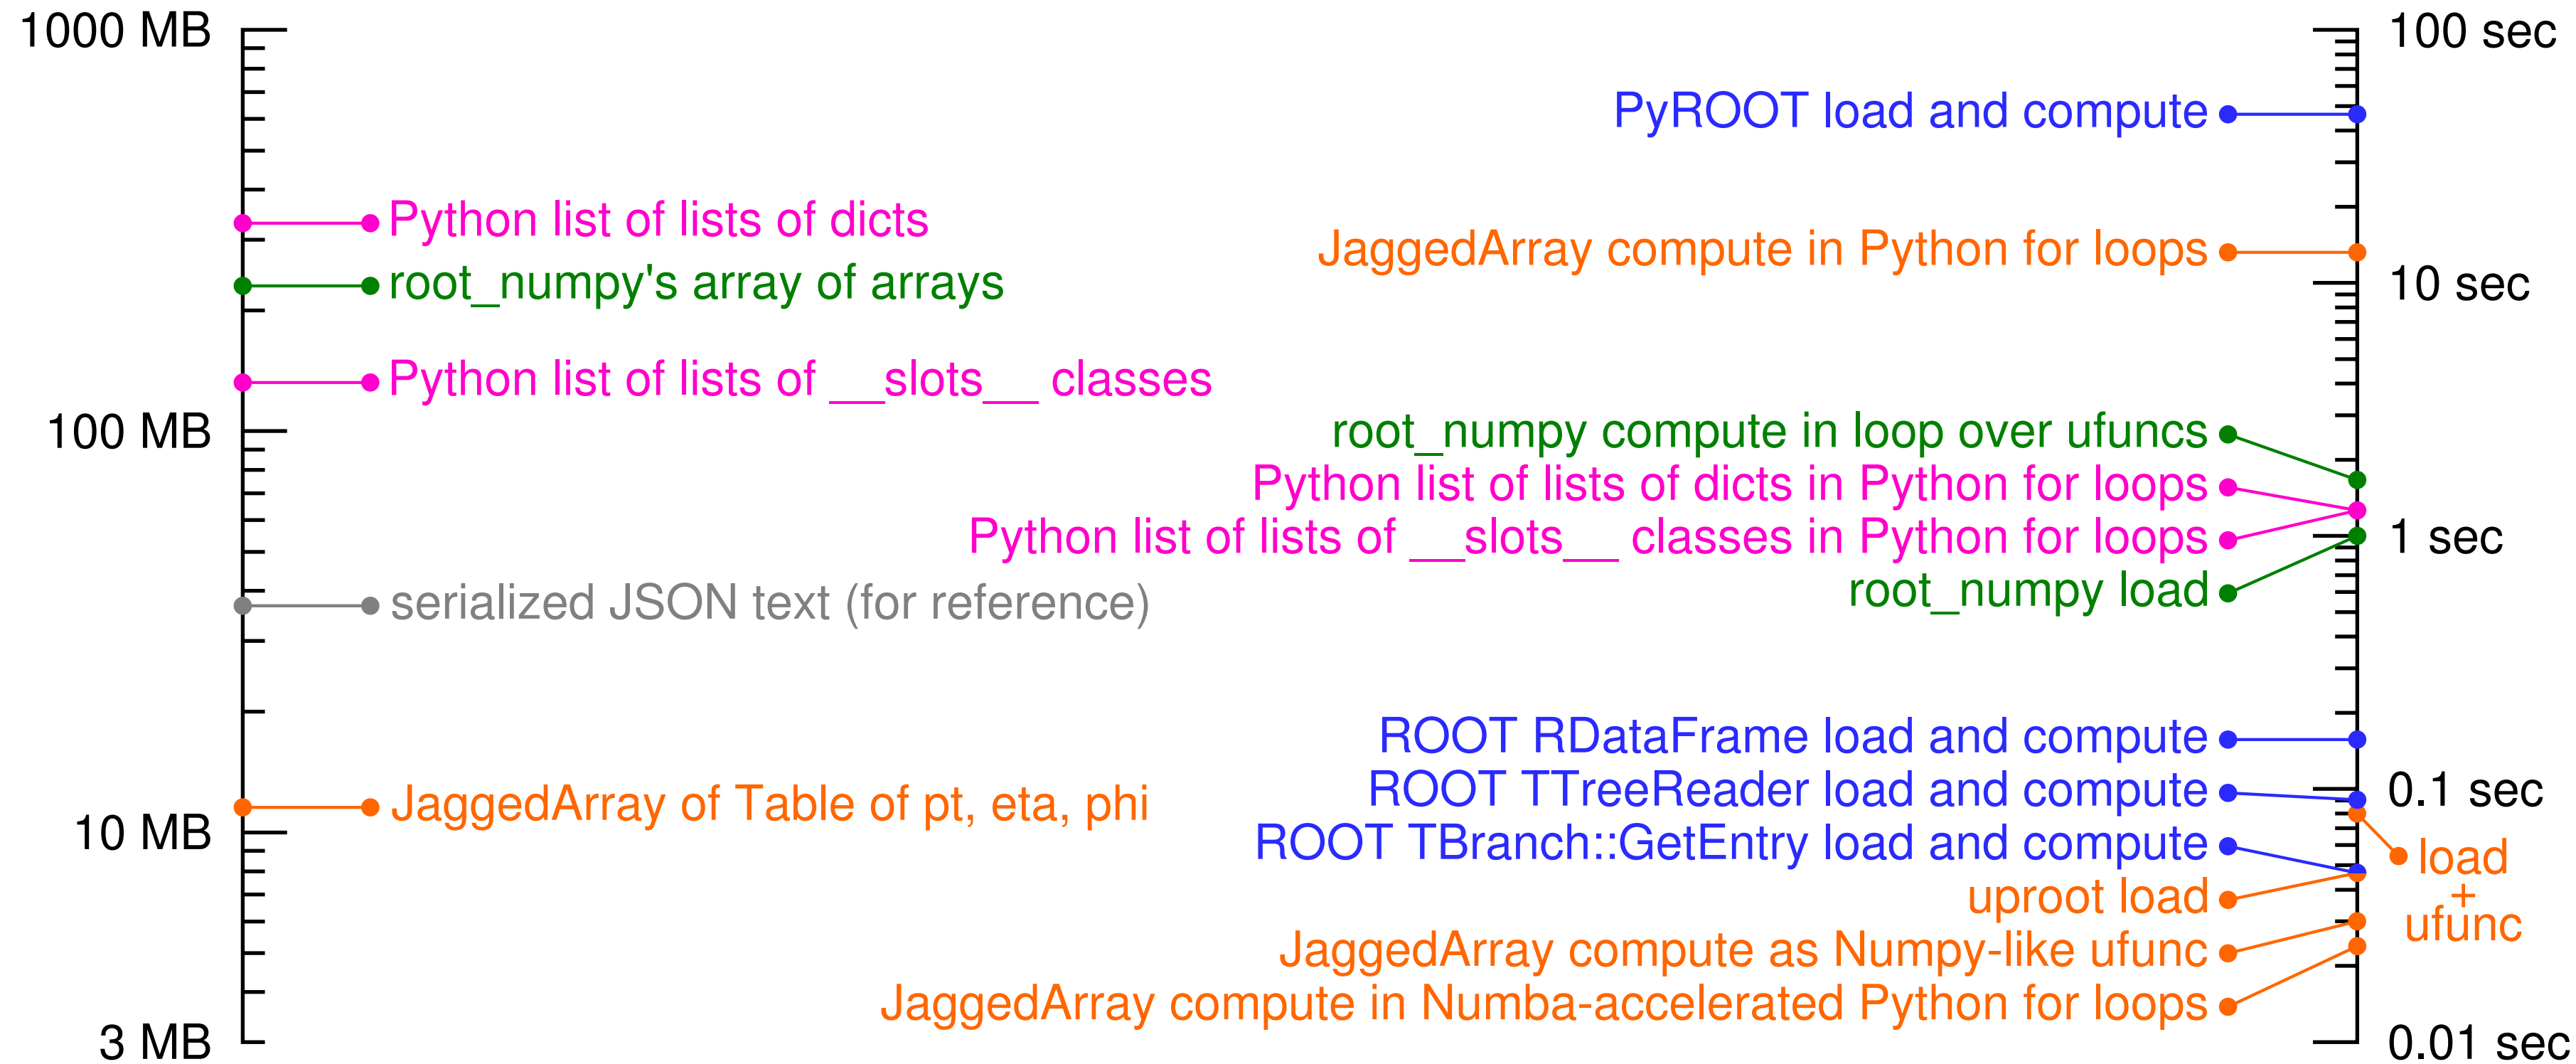 1000 MB
100 sec
PyROOT load and compute
Python list of lists of dicts
JaggedArray compute in Python for loops
root_numpy's array of arrays
10 sec
Python list of lists of __slots__ classes
100 MB
root_numpy compute in loop over ufuncs
Python list of lists of dicts in Python for loops
Python list of lists of __slots__ classes in Python for loops
1 sec
serialized JSON text (for reference)
root_numpy load
ROOT RDataFrame load and compute
ROOT TTreeReader load and compute
0.1 sec
JaggedArray of Table of pt, eta, phi
10 MB
ROOT TBranch::GetEntry load and compute
load
+
ufunc
uproot load
JaggedArray compute as Numpy-like ufunc
JaggedArray compute in Numba-accelerated Python for loops
3 MB
0.01 sec